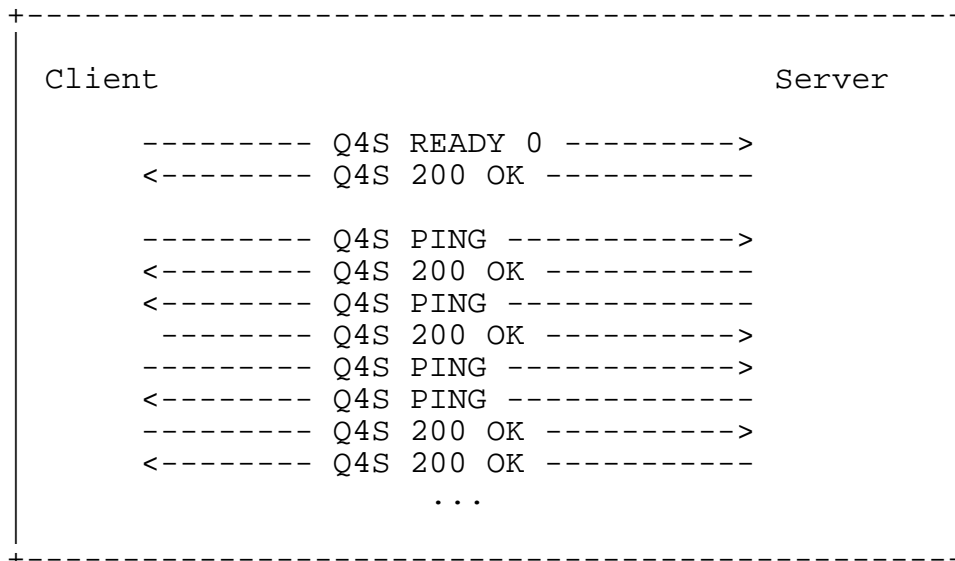 +------------------------------------------------
Client                                Server
--------- Q4S READY 0 --------->
<-------- Q4S 200 OK -----------
--------- Q4S PING ------------>
<-------- Q4S 200 OK -----------
<-------- Q4S PING -------------
-------- Q4S 200 OK ---------->
--------- Q4S PING ------------>
<-------- Q4S PING -------------
--------- Q4S 200 OK ---------->
<-------- Q4S 200 OK -----------
...
+------------------------------------------------